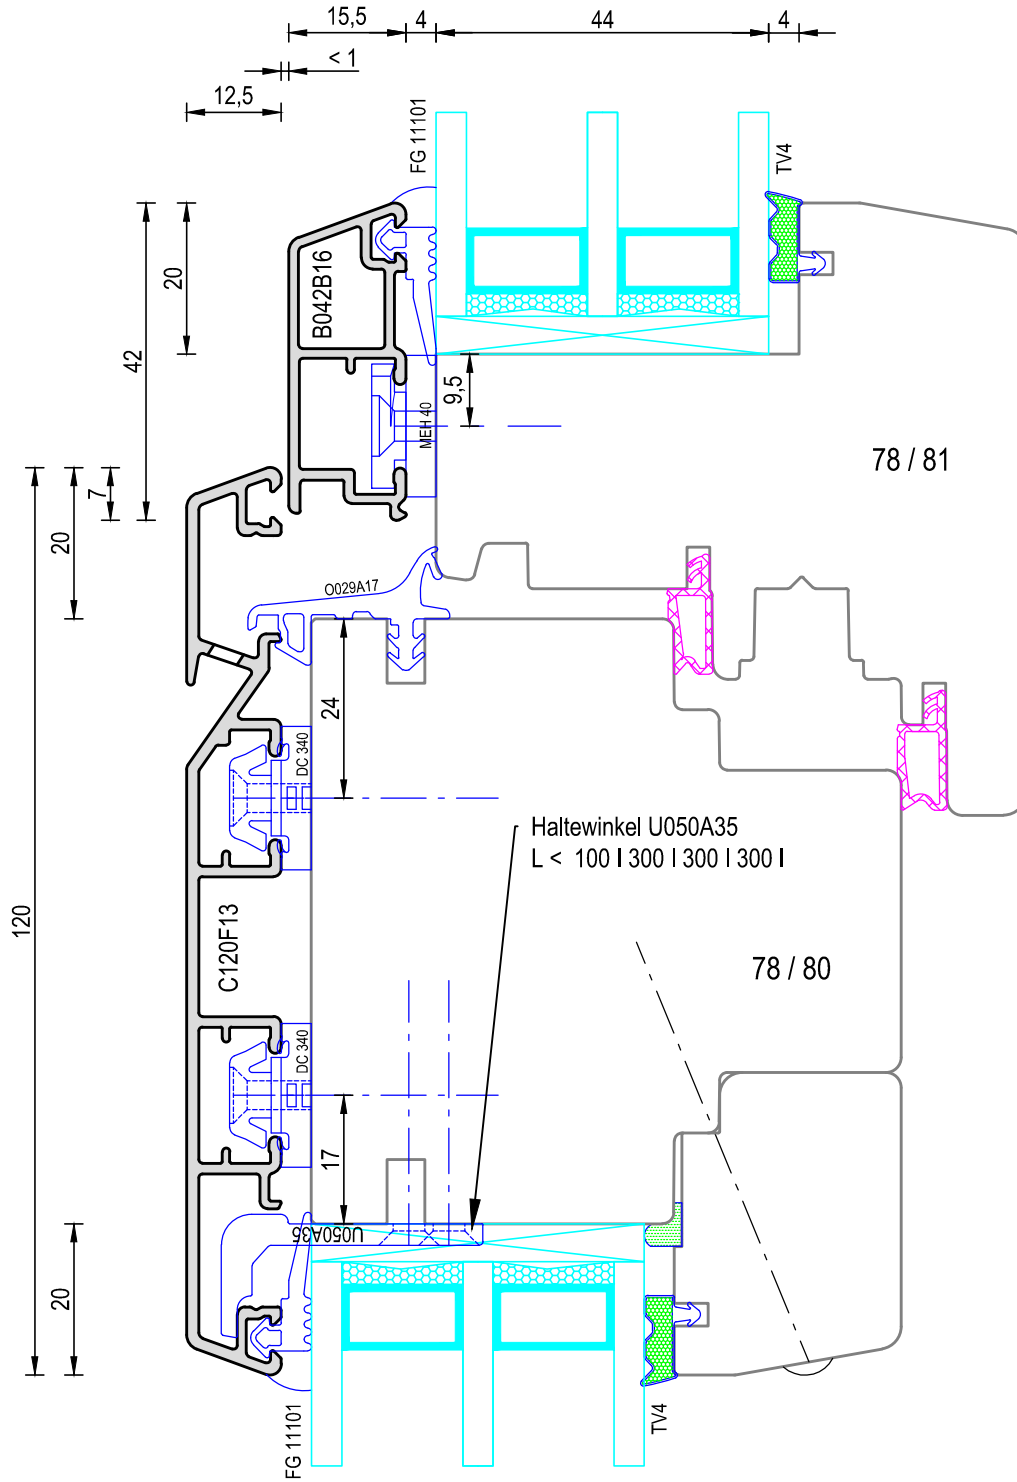 15,5
4
44
4
< 1
12,5
FG 11101
TV4
B042B16
20
42
9,5
MEH 40
78 / 81
7
20
O029A17
24
DC 340
Haltewinkel U050A35
L < 100 I 300 I 300 I 300 I
120
C120F13
78 / 80
DC 340
17
U050A35
20
FG 11101
TV4